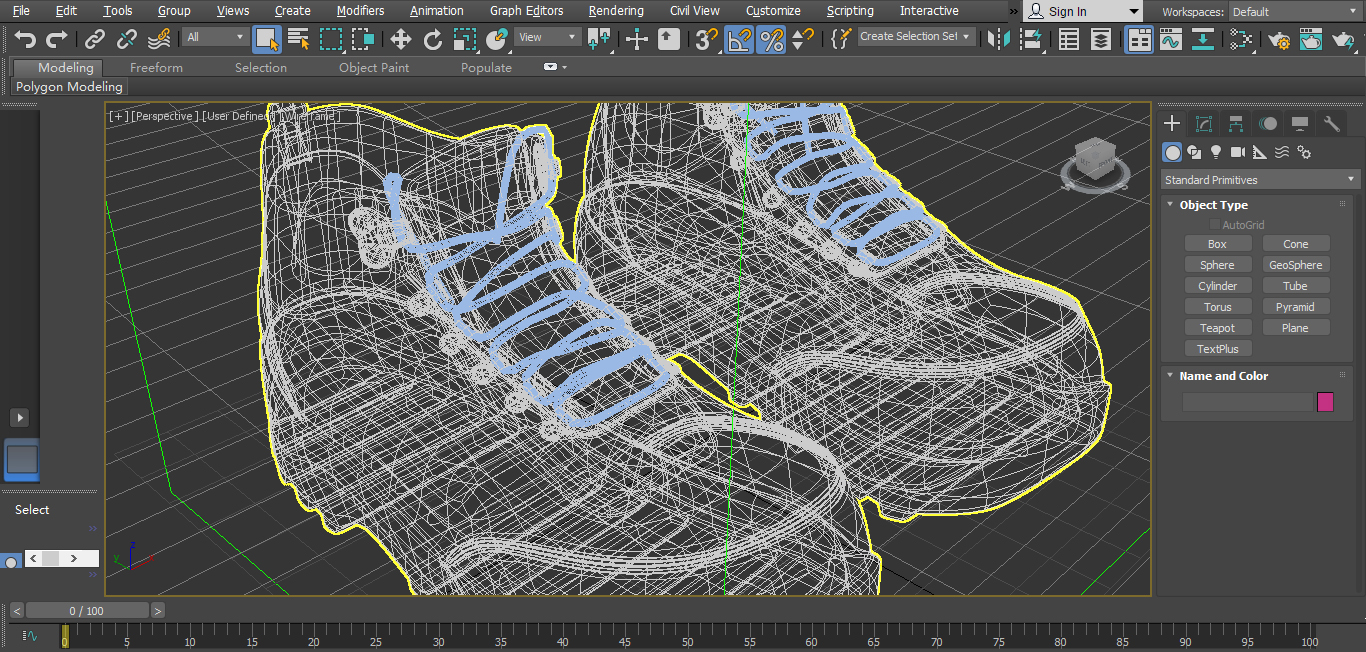 File Edit Tools Group Views Create Modifiers Animation Graph Editors Rendering Civil View Customize Scripting Interactive » Sign In Workspaces: Default
All View 3 Create Selection Set
Modeling Freeform Selection Object Paint Populate
Polygon Modeling
[+] [Perspective] [User Defined] [Wireframe]
Standard Primitives
Object Type
AutoGrid
Box Cone
Sphere GeoSphere
Cylinder Tube
Torus Pyramid
Teapot Plane
TextPlus
Name and Color
Select
»
< >
»
z
y
< 0 / 100 >
0 5 10 15 20 25 30 35 40 45 50 55 60 65 70 75 80 85 90 95 100